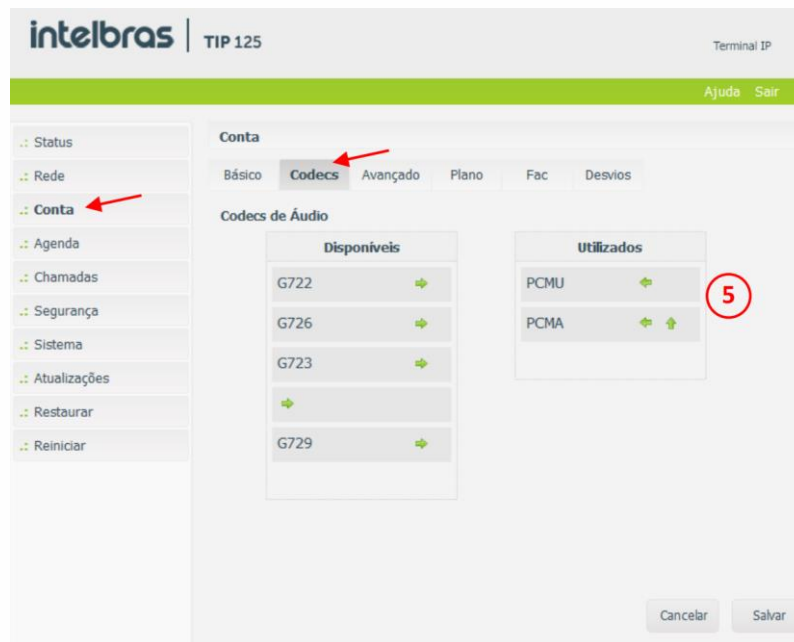 intelbras TIP 125
Terminal IP
Ajuda Sair
.: Status
.: Rede
.: Conta
.: Agenda
.: Chamadas
.: Segurança
.: Sistema
.: Atualizações
.: Restaurar
.: Reiniciar
Conta
Básico Codecs Avançado Plano Fac Desvios
Codecs de Áudio
Disponíveis
G722
G726
G723
G729
Utilizados
PCMU
PCMA
5
Cancelar Salvar